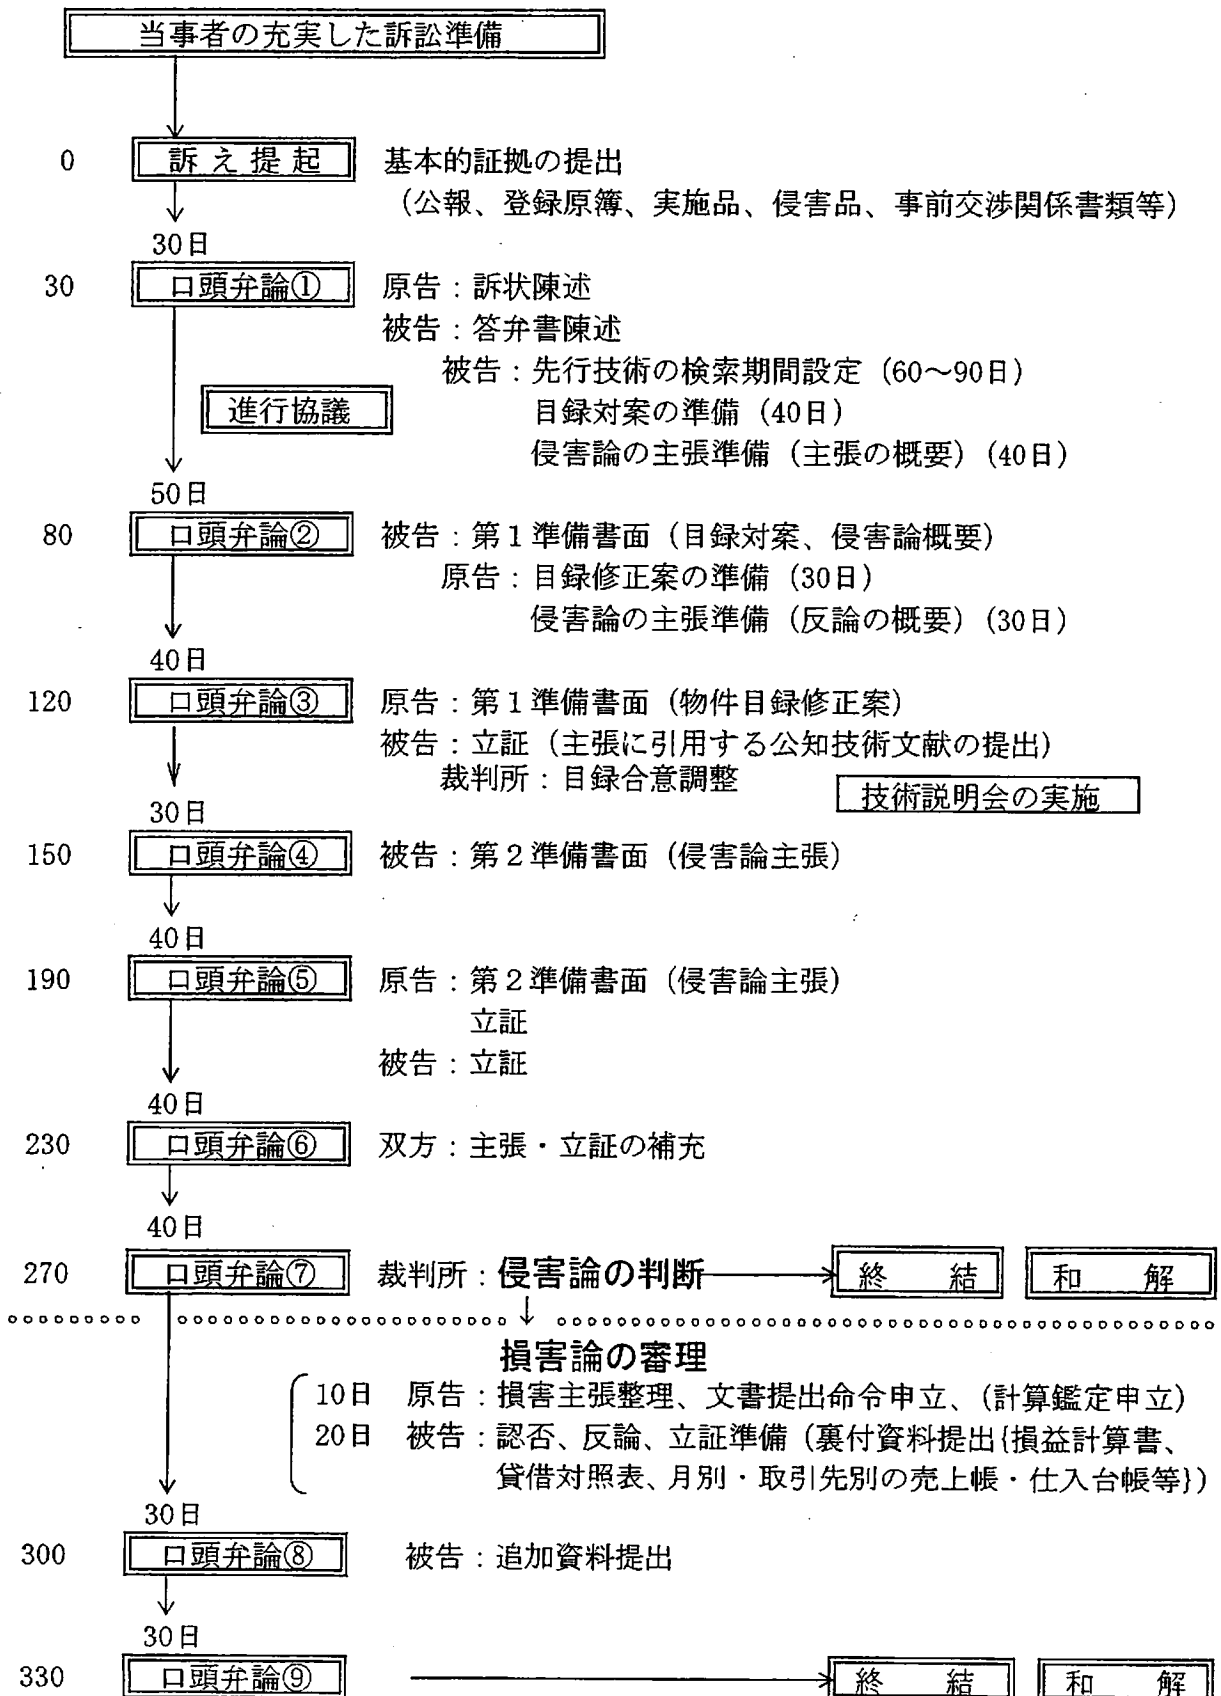 当事者の充実した訴訟準備
0 訴え提起 基本的証拠の提出
(公報、登録原簿、実施品、侵害品、事前交渉関係書類等)
30日
30 口頭弁論① 原告:訴状陳述
被告:答弁書陳述
被告:先行技術の検索期間設定(60〜90日)
進行協議 目録対案の準備(40日)
侵害論の主張準備(主張の概要)(40日)
50日
80 口頭弁論② 被告:第1準備書面(目録対案、侵害論概要)
原告:目録修正案の準備(30日)
侵害論の主張準備(反論の概要)(30日)
40日
120 口頭弁論③ 原告:第1準備書面(物件目録修正案)
被告:立証(主張に引用する公知技術文献の提出)
裁判所:目録合意調整 技術説明会の実施
30日
150 口頭弁論④ 被告:第2準備書面(侵害論主張)
40日
190 口頭弁論⑤ 原告:第2準備書面(侵害論主張)
立証
被告:立証
40日
230 口頭弁論⑥ 双方:主張・立証の補充
40日
270 口頭弁論⑦ 裁判所:侵害論の判断 終結 和解
損害論の審理
10日 原告:損害主張整理、文書提出命令申立、(計算鑑定申立)
20日 被告:認否、反論、立証準備(裏付資料提出{損益計算書、
貸借対照表、月別・取引先別の売上帳・仕入台帳等})
30日
300 口頭弁論⑧ 被告:追加資料提出
30日
330 口頭弁論⑨ 終結 和解